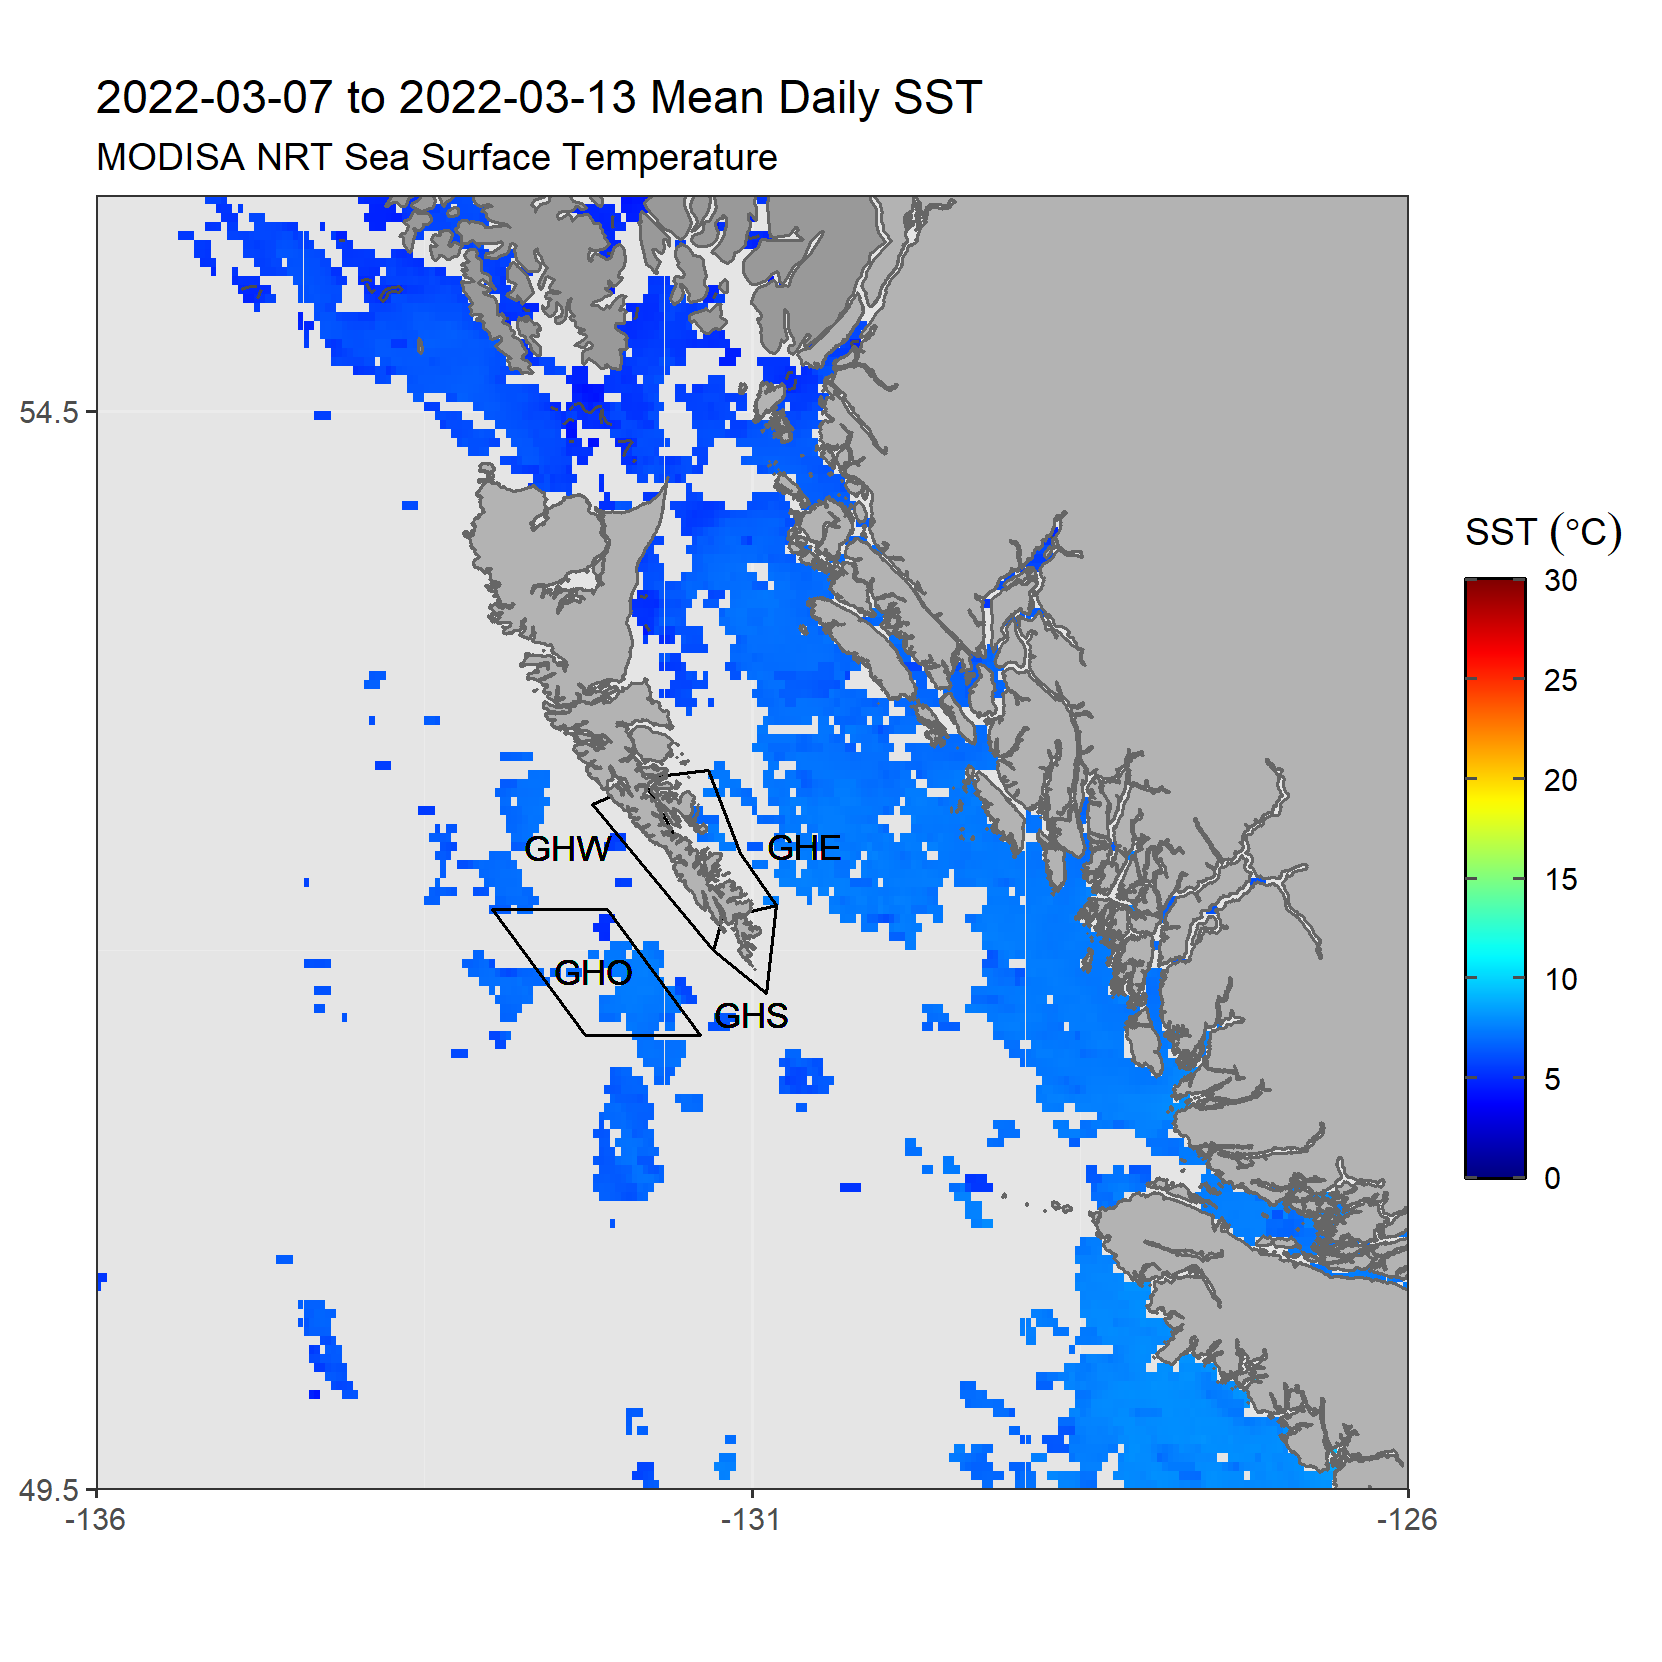 2022-03-07 to 2022-03-13 Mean Daily SST
MODISA NRT Sea Surface Temperature
54.5
49.5
-136
-131
-126
GHW
GHE
GHO
GHS
SST (°C)
30
25
20
15
10
5
0